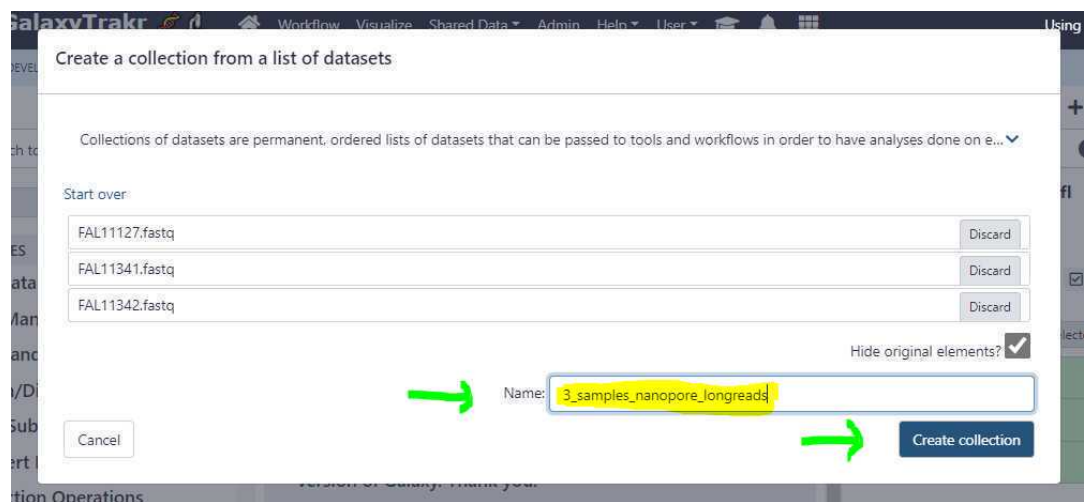 GalaxyTrakr Workflow Visualize Shared Data Admin Help User Using
Create a collection from a list of datasets
Collections of datasets are permanent, ordered lists of datasets that can be passed to tools and workflows in order to have analyses done on e...
Start over
FAL11127.fastq Discard
FAL11341.fastq Discard
FAL11342.fastq Discard
Hide original elements?
Name: 3_samples_nanopore_longreads
Cancel Create collection
version of Galaxy. Thank you!
tion Operations